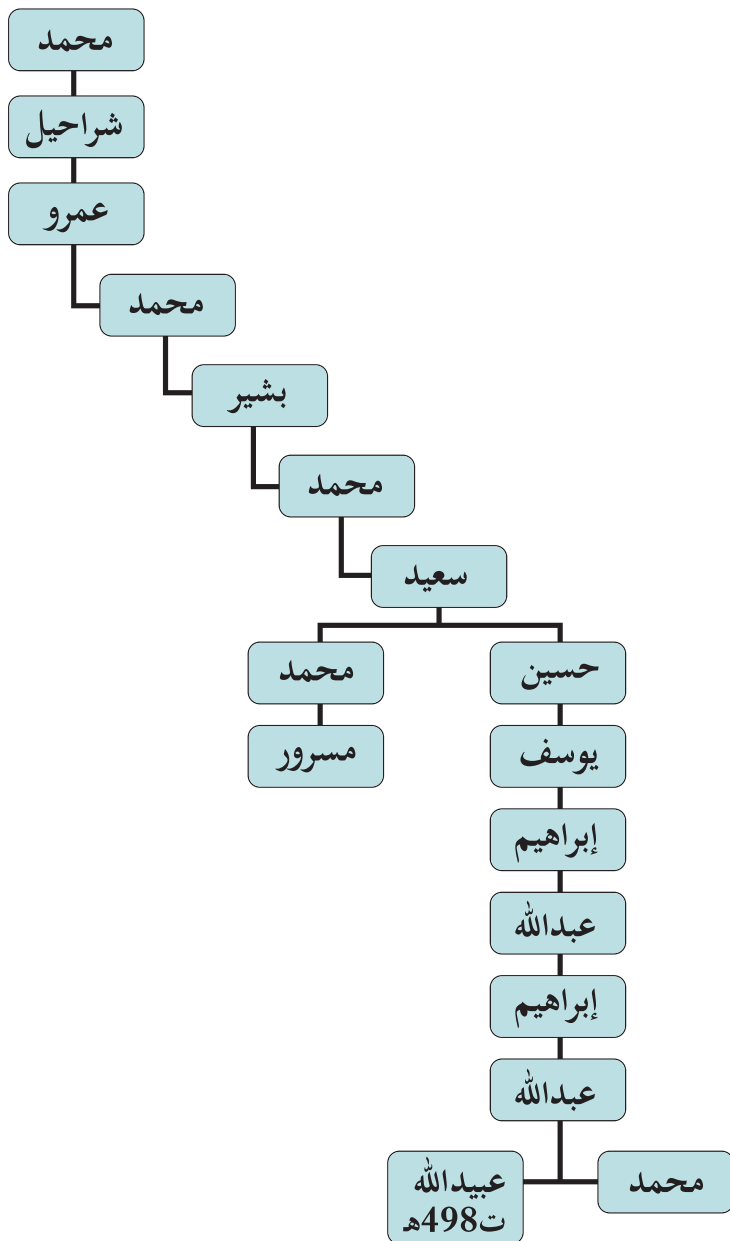 محمد
شراحيل
عمرو
محمد
بشير
محمد
سعيد
حسين
محمد
يوسف
مسرور
إبراهيم
عبدالله
إبراهيم
عبدالله
محمد
عبيدالله
ت498هـ